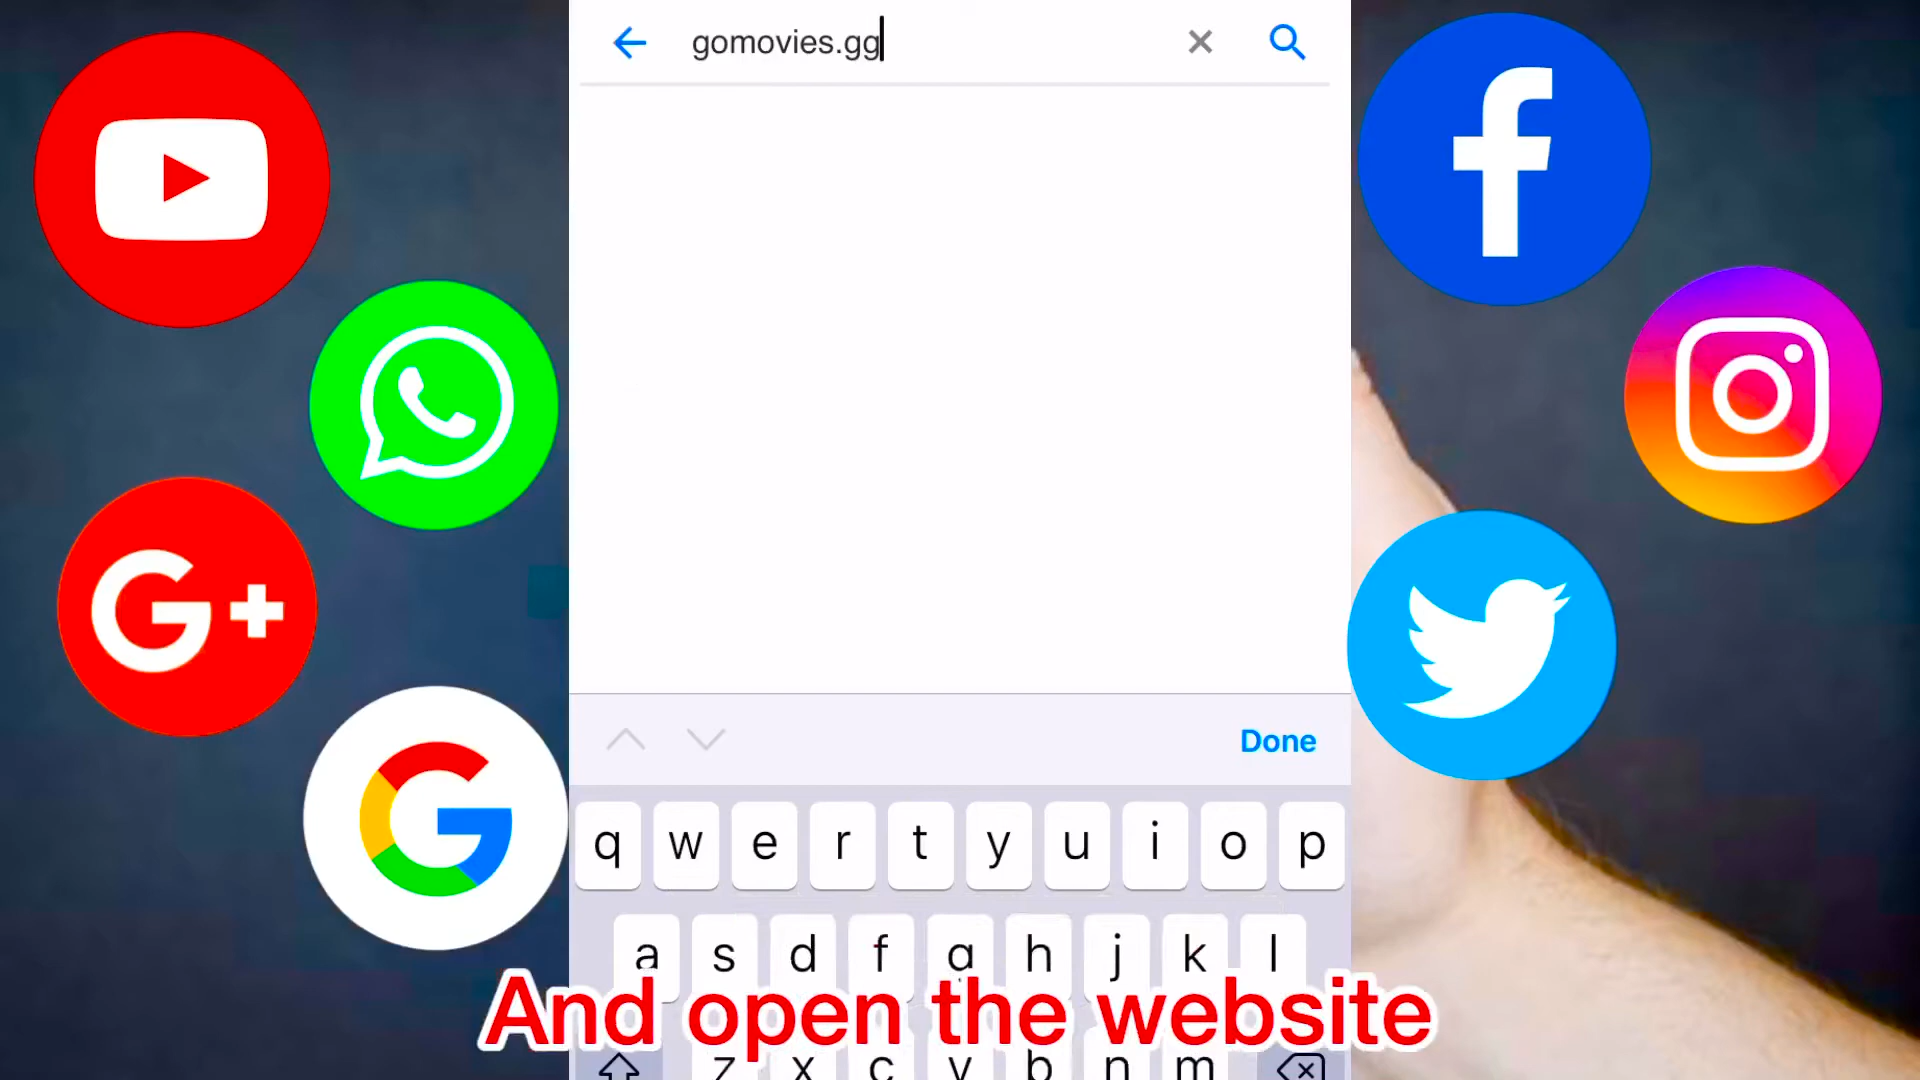 gomovies.gg
G+
G
f
Done
q w e r t y u i o p
a s d f g h j k l
And open the website
z x c v b n m